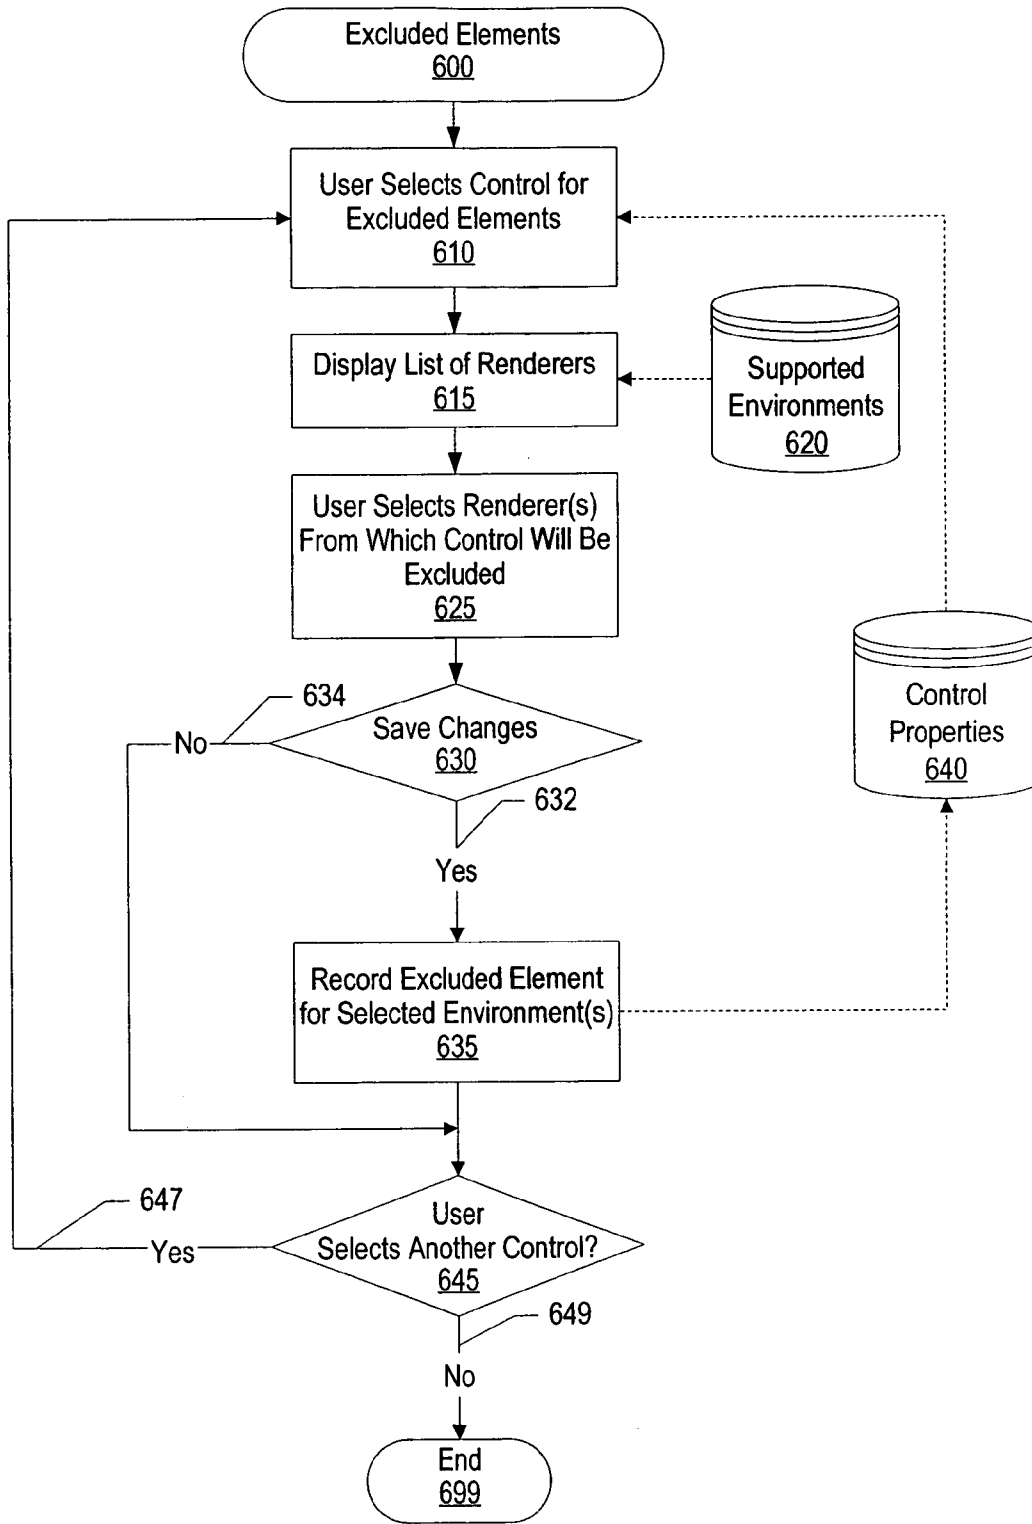 Excluded Elements
600
User Selects Control for
Excluded Elements
610
Display List of Renderers
615
Supported
Environments
620
User Selects Renderer(s)
From Which Control Will Be
Excluded
625
634
No
Save Changes
630
632
Yes
Control
Properties
640
Record Excluded Element
for Selected Environment(s)
635
647
Yes
User
Selects Another Control?
645
649
No
End
699